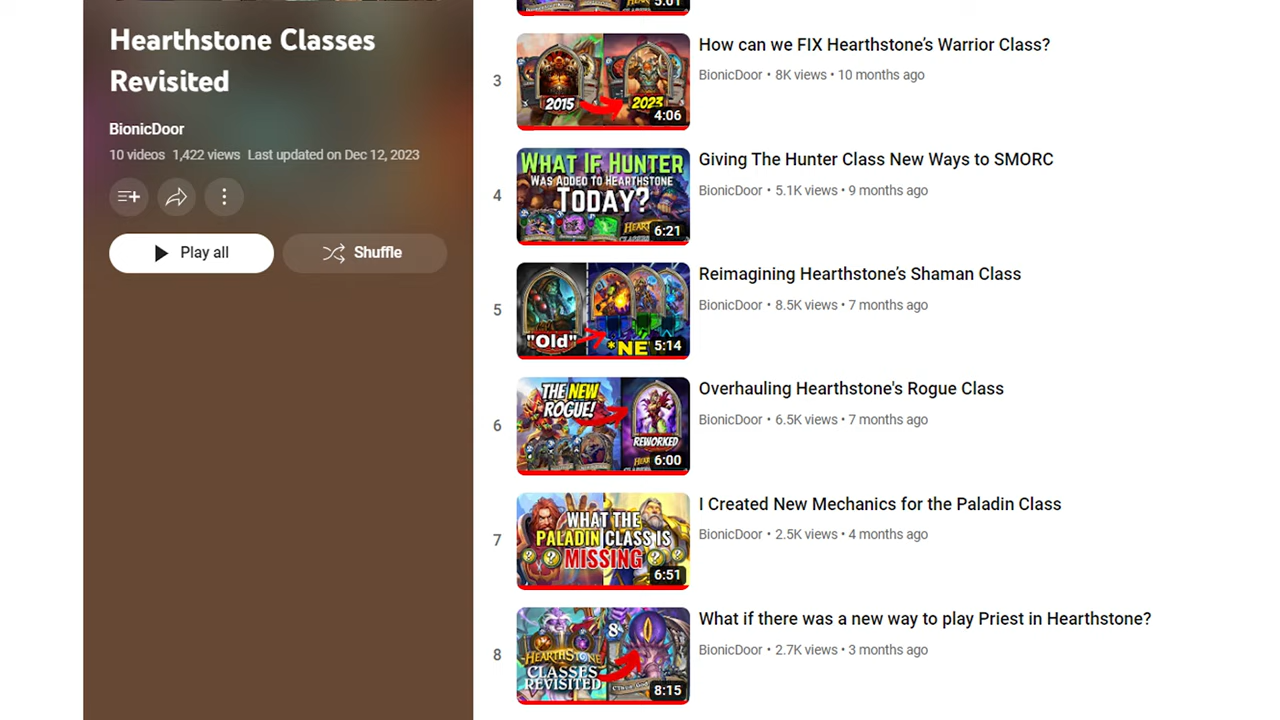 Hearthstone Classes
Revisited
BionicDoor
10 videos 1,422 views Last updated on Dec 12, 2023
Play all
Shuffle
5:01
3
How can we FIX Hearthstone's Warrior Class?
BionicDoor • 8K views • 10 months ago
2015
2023
4:06
4
WHAT IF HUNTER
WAS ADDED TO HEARTHSTONE
TODAY?
6:21
Giving The Hunter Class New Ways to SMORC
BionicDoor • 5.1K views • 9 months ago
5
"Old"
*NE
5:14
Reimagining Hearthstone's Shaman Class
BionicDoor • 8.5K views • 7 months ago
6
THE NEW
ROGUE!
REWORKED
6:00
Overhauling Hearthstone's Rogue Class
BionicDoor • 6.5K views • 7 months ago
7
WHAT THE
PALADIN CLASS IS
MISSING
6:51
I Created New Mechanics for the Paladin Class
BionicDoor • 2.5K views • 4 months ago
8
HEARTHSTONE
CLASSES
REVISITED
8
8:15
What if there was a new way to play Priest in Hearthstone?
BionicDoor • 2.7K views • 3 months ago